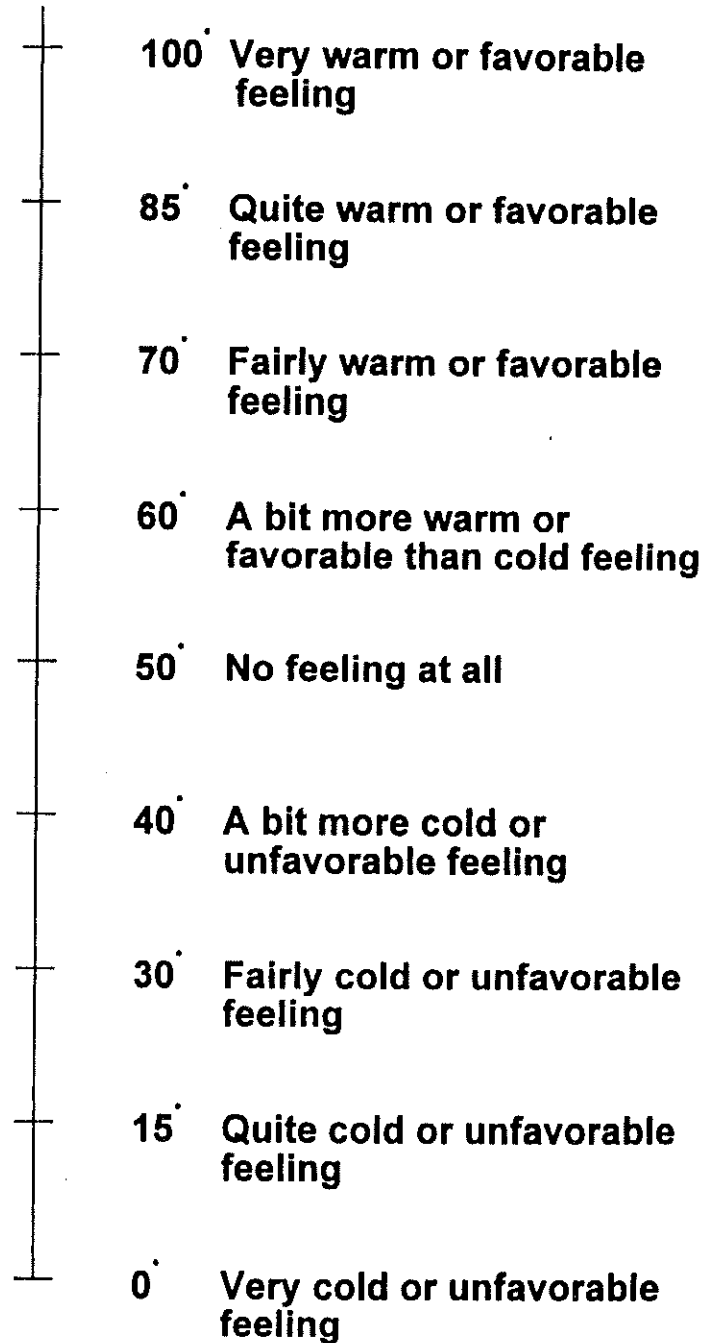 100° Very warm or favorable
feeling
85° Quite warm or favorable
feeling
70° Fairly warm or favorable
feeling
60° A bit more warm or
favorable than cold feeling
50° No feeling at all
40° A bit more cold or
unfavorable feeling
30° Fairly cold or unfavorable
feeling
15° Quite cold or unfavorable
feeling
0° Very cold or unfavorable
feeling